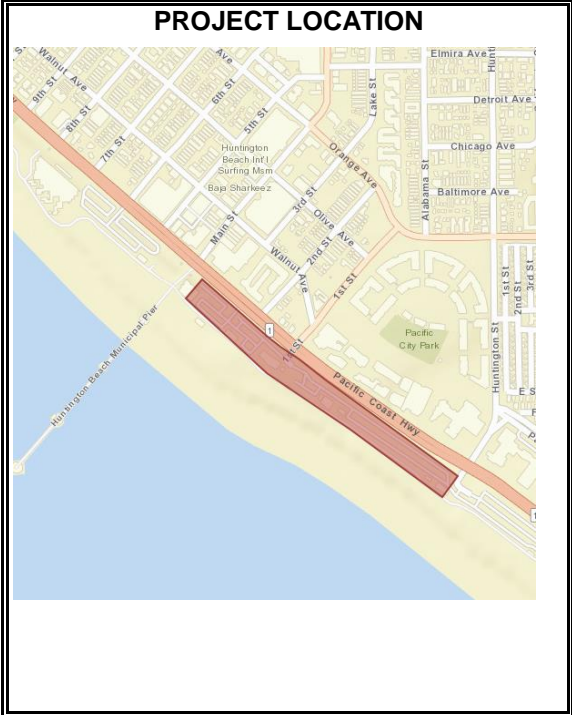 PROJECT LOCATION
Elmira Ave
Walnut Ave
Ave
9th St
8th St
7th St
6th St
5th St
Lake St
Detroit Ave
Huntington
Beach Int'l
Surfing Msm
Baja Sharkeez
Orange Ave
Alabama St
Chicago Ave
Baltimore Ave
Main St
3rd St
Olive Ave
2nd St
Walnut Ave
1st St
1st St
2nd St
3rd St
1st St
1
Pacific
City Park
Huntington St
Huntington Beach Municipal Pier
Pacific Coast Hwy
E S
1